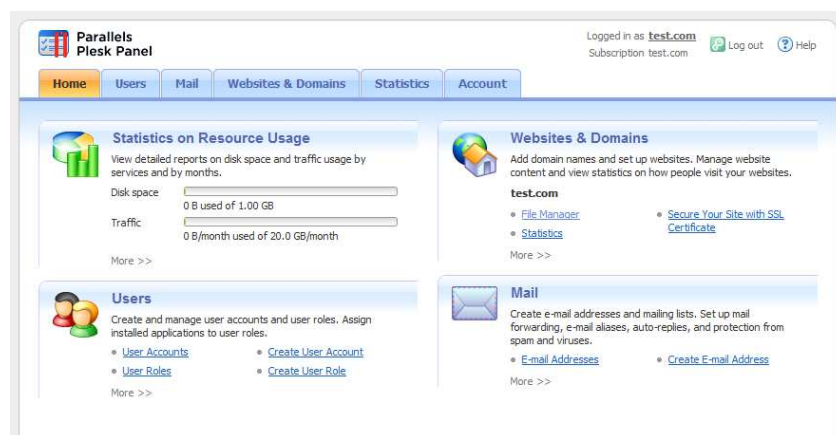 Parallels
Plesk Panel
Logged in as test.com
Subscription test.com
Log out
Help
Home
Users
Mail
Websites & Domains
Statistics
Account
Statistics on Resource Usage
View detailed reports on disk space and traffic usage by
services and by months.
Disk space
0 B used of 1.00 GB
Traffic
0 B/month used of 20.0 GB/month
More >>
Websites & Domains
Add domain names and set up websites. Manage website
content and view statistics on how people visit your websites.
test.com
File Manager
Statistics
Secure Your Site with SSL
Certificate
More >>
Users
Create and manage user accounts and user roles. Assign
installed applications to user roles.
User Accounts
Create User Account
User Roles
Create User Role
More >>
Mail
Create e-mail addresses and mailing lists. Set up mail
forwarding, e-mail aliases, auto-replies, and protection from
spam and viruses.
E-mail Addresses
Create E-mail Address
More >>